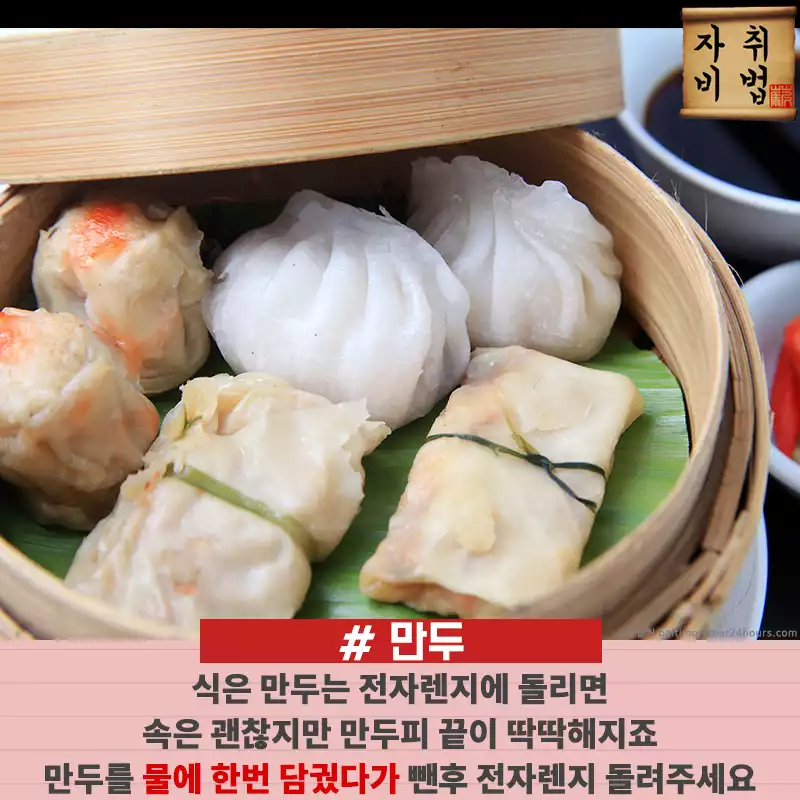 자취
비법
# 만두
식은 만두는 전자렌지에 돌리면
속은 괜찮지만 만두피 끝이 딱딱해지죠
만두를 물에 한번 담궜다가 뺀후 전자렌지 돌려주세요